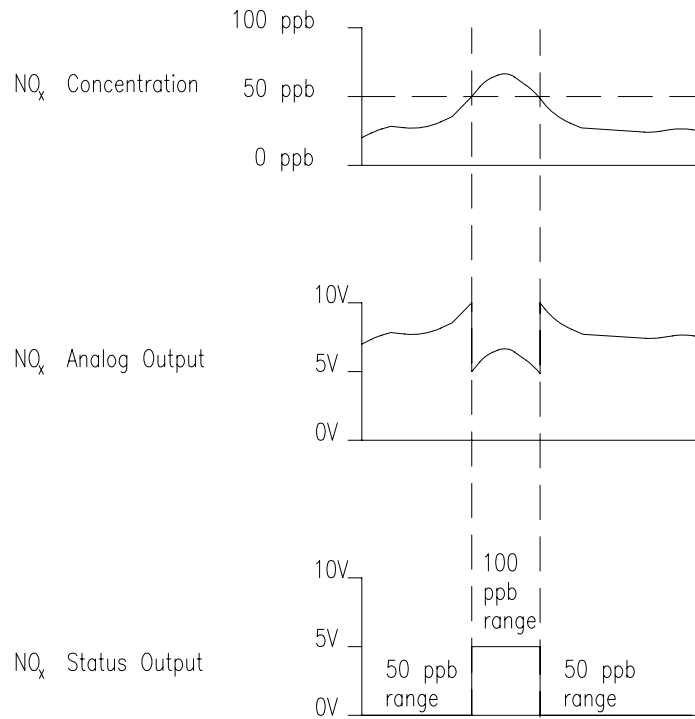 100 ppb
NOx Concentration
50 ppb
0 ppb
10V
NOx Analog Output
5V
0V
10V
100
ppb
range
5V
NOx Status Output
50 ppb
range
50 ppb
range
0V